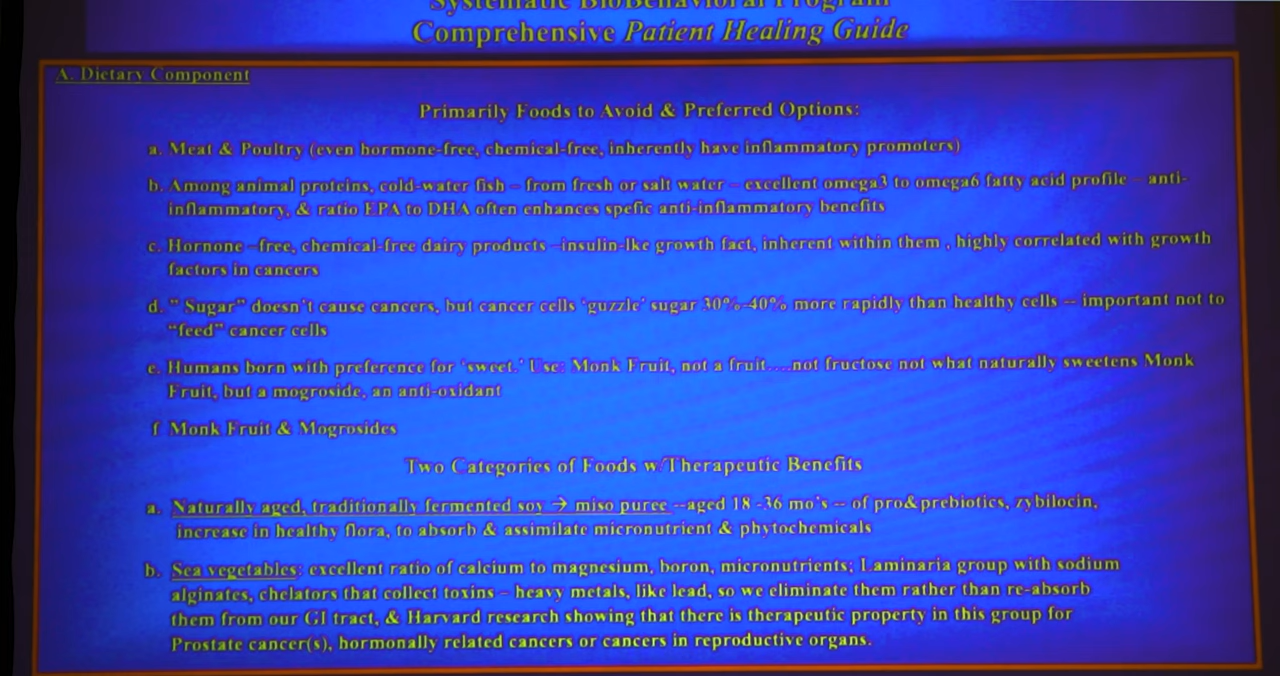 Systematic BioBehavioral Program
Comprehensive Patient Healing Guide
A. Dietary Component
Primarily Foods to Avoid & Preferred Options:
a. Meat & Poultry (even hormone-free, chemical-free, inherently have inflammatory promoters)
b. Among animal proteins, cold-water fish – from fresh or salt water – excellent omega3 to omega6 fatty acid profile – anti-
inflammatory, & ratio EPA to DHA often enhances spefic anti-inflammatory benefits
c. Hornone –free, chemical-free dairy products –insulin-lke growth fact, inherent within them , highly correlated with growth
factors in cancers
d. " Sugar" doesn't cause cancers, but cancer cells 'guzzle' sugar 30%-40% more rapidly than healthy cells -- important not to
"feed" cancer cells
e. Humans born with preference for 'sweet.' Use: Monk Fruit, not a fruit....not fructose not what naturally sweetens Monk
Fruit, but a mogroside, an anti-oxidant
f Monk Fruit & Mogrosides
Two Categories of Foods w/Therapeutic Benefits
a. Naturally aged, traditionally fermented soy → miso puree --aged 18 -36 mo's -- of pro&prebiotics, zybilocin,
increase in healthy flora, to absorb & assimilate micronutrient & phytochemicals
b. Sea vegetables: excellent ratio of calcium to magnesium, boron, micronutrients; Laminaria group with sodium
alginates, chelators that collect toxins – heavy metals, like lead, so we eliminate them rather than re-absorb
them from our GI tract, & Harvard research showing that there is therapeutic property in this group for
Prostate cancer(s), hormonally related cancers or cancers in reproductive organs.